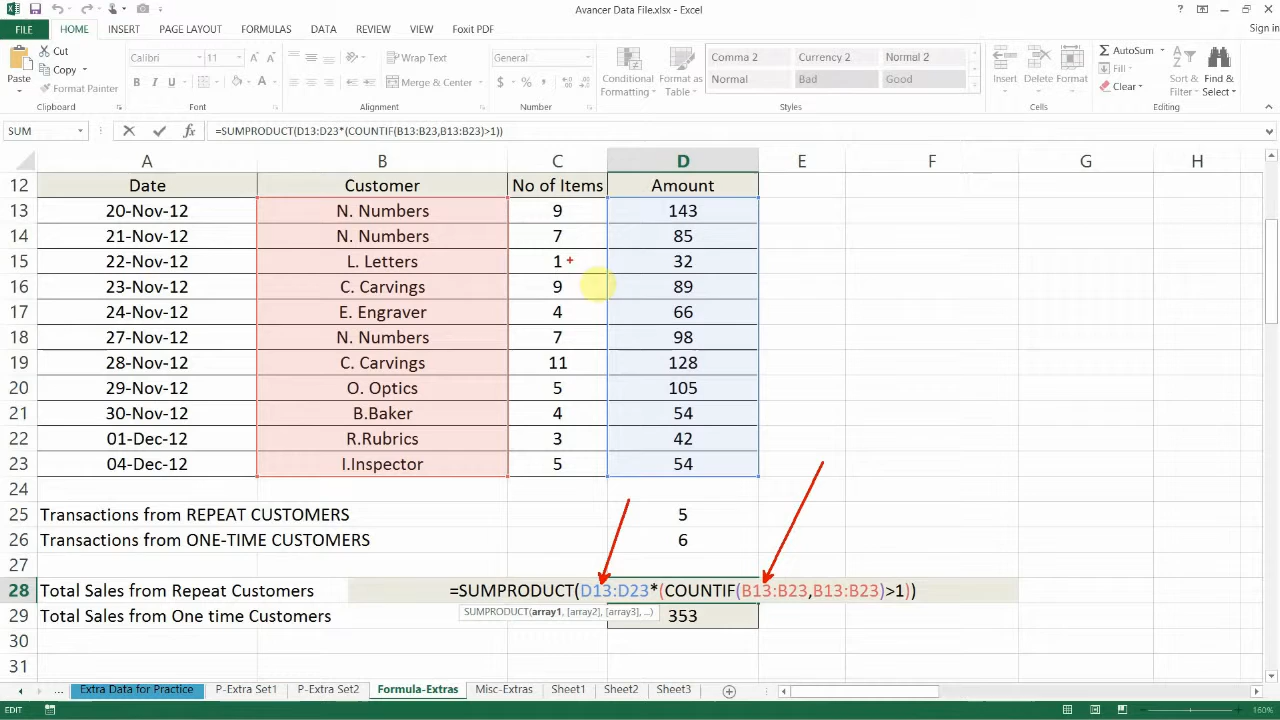 Avancer Data File.xlsx - Excel
?
FILE HOME INSERT PAGE LAYOUT FORMULAS DATA REVIEW VIEW Foxit PDF Sign in
Paste
Cut
Copy
Format Painter
Clipboard
Calibri 11
A A
B I U A
Font
Wrap Text
Merge & Center
Alignment
General
$ % ,
Number
Conditional Formatting
Format as Table
Comma 2 Currency 2 Normal 2
Normal Bad Good
Styles
Insert Delete Format
Cells
AutoSum
Fill
Clear
Sort & Filter
Find & Select
Editing
SUM fx =SUMPRODUCT(D13:D23*(COUNTIF(B13:B23,B13:B23)>1))
A B C D E F G H
12 Date Customer No of Items Amount
13 20-Nov-12 N. Numbers 9 143
14 21-Nov-12 N. Numbers 7 85
15 22-Nov-12 L. Letters 1 32
16 23-Nov-12 C. Carvings 9 89
17 24-Nov-12 E. Engraver 4 66
18 27-Nov-12 N. Numbers 7 98
19 28-Nov-12 C. Carvings 11 128
20 29-Nov-12 O. Optics 5 105
21 30-Nov-12 B.Baker 4 54
22 01-Dec-12 R.Rubrics 3 42
23 04-Dec-12 I.Inspector 5 54
24
25 Transactions from REPEAT CUSTOMERS 5
26 Transactions from ONE-TIME CUSTOMERS 6
27
28 Total Sales from Repeat Customers =SUMPRODUCT(D13:D23*(COUNTIF(B13:B23,B13:B23)>1))
SUMPRODUCT(array1, [array2], [array3], ...)
29 Total Sales from One time Customers 353
30
31
... Extra Data for Practice P-Extra Set1 P-Extra Set2 Formula-Extras Misc-Extras Sheet1 Sheet2 Sheet3
EDIT 160%